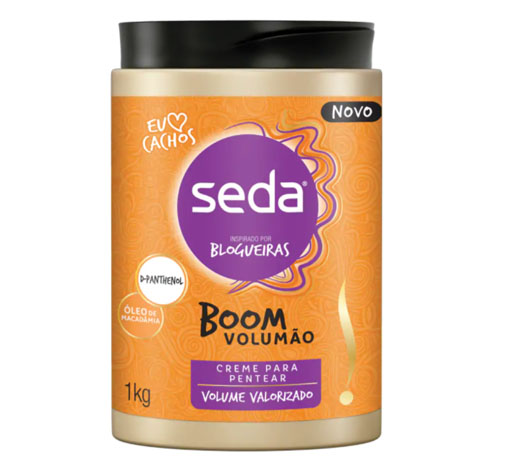 NOVO
EU
CACHOS
seda®
INSPIRADO POR
BLOGUEIRAS
D-PANTHENOL
ÓLEO DE
MACADÂMIA
BOOM
VOLUMÃO
CREME PARA
PENTEAR
VOLUME VALORIZADO
1kg